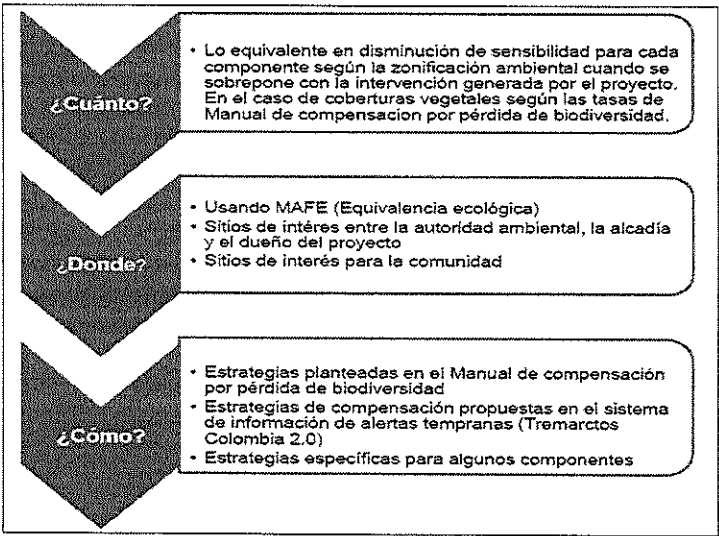 ¿Cuánto?
• Lo equivalente en disminución de sensibilidad para cada
componente según la zonificación ambiental cuando se
sobrepone con la intervención generada por el proyecto.
En el caso de coberturas vegetales según las tasas de
Manual de compensacion por pérdida de biodiversidad.
¿Donde?
• Usando MAFE (Equivalencia ecológica)
• Sitios de intéres entre la autoridad ambiental, la alcadía
y el dueño del proyecto
• Sitios de interés para la comunidad
¿Cómo?
• Estrategias planteadas en el Manual de compensación
por pérdida de biodiversidad
• Estrategias de compensación propuestas en el sistema
de información de alertas tempranas (Tremarctos
Colombia 2.0)
• Estrategias específicas para algunos componentes